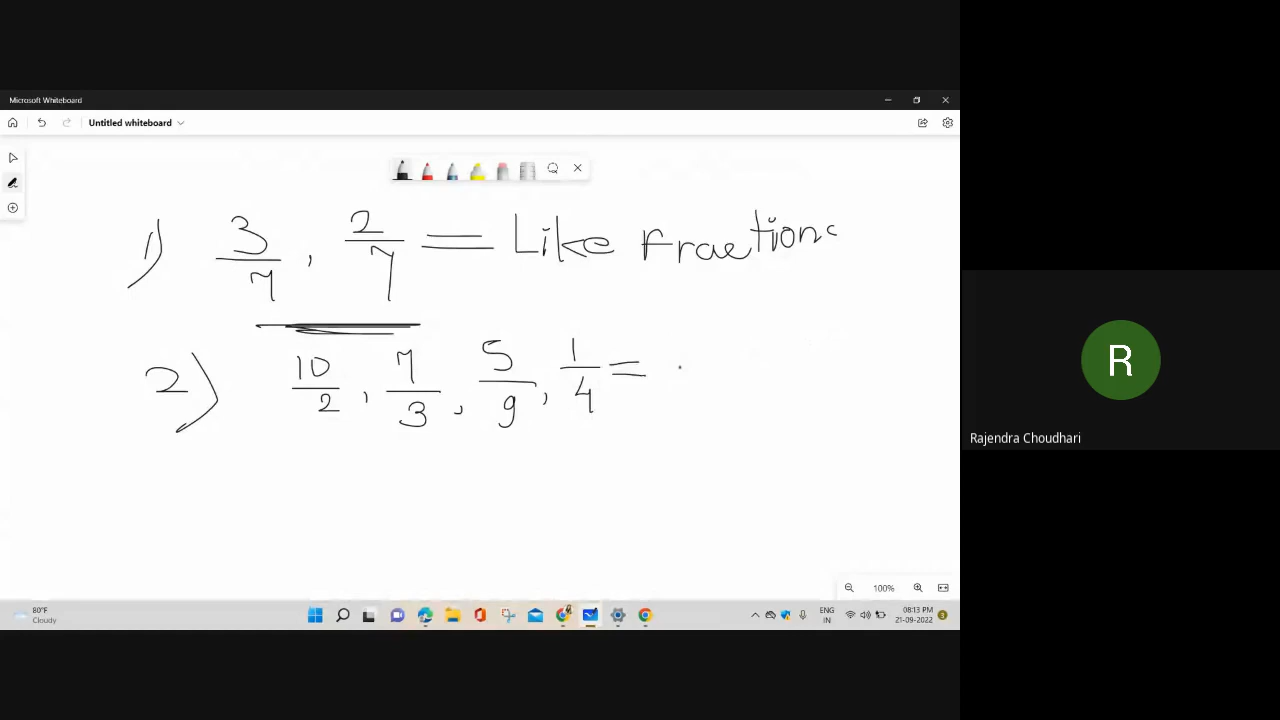 Microsoft Whiteboard
Untitled whiteboard
1) 3/7, 2/7 = Like fractions
2) 10/2, 7/3, 5/9, 1/4 =
R
Rajendra Choudhari
100%
80°F
Cloudy
ENG
IN
08:13 PM
21-09-2022
3